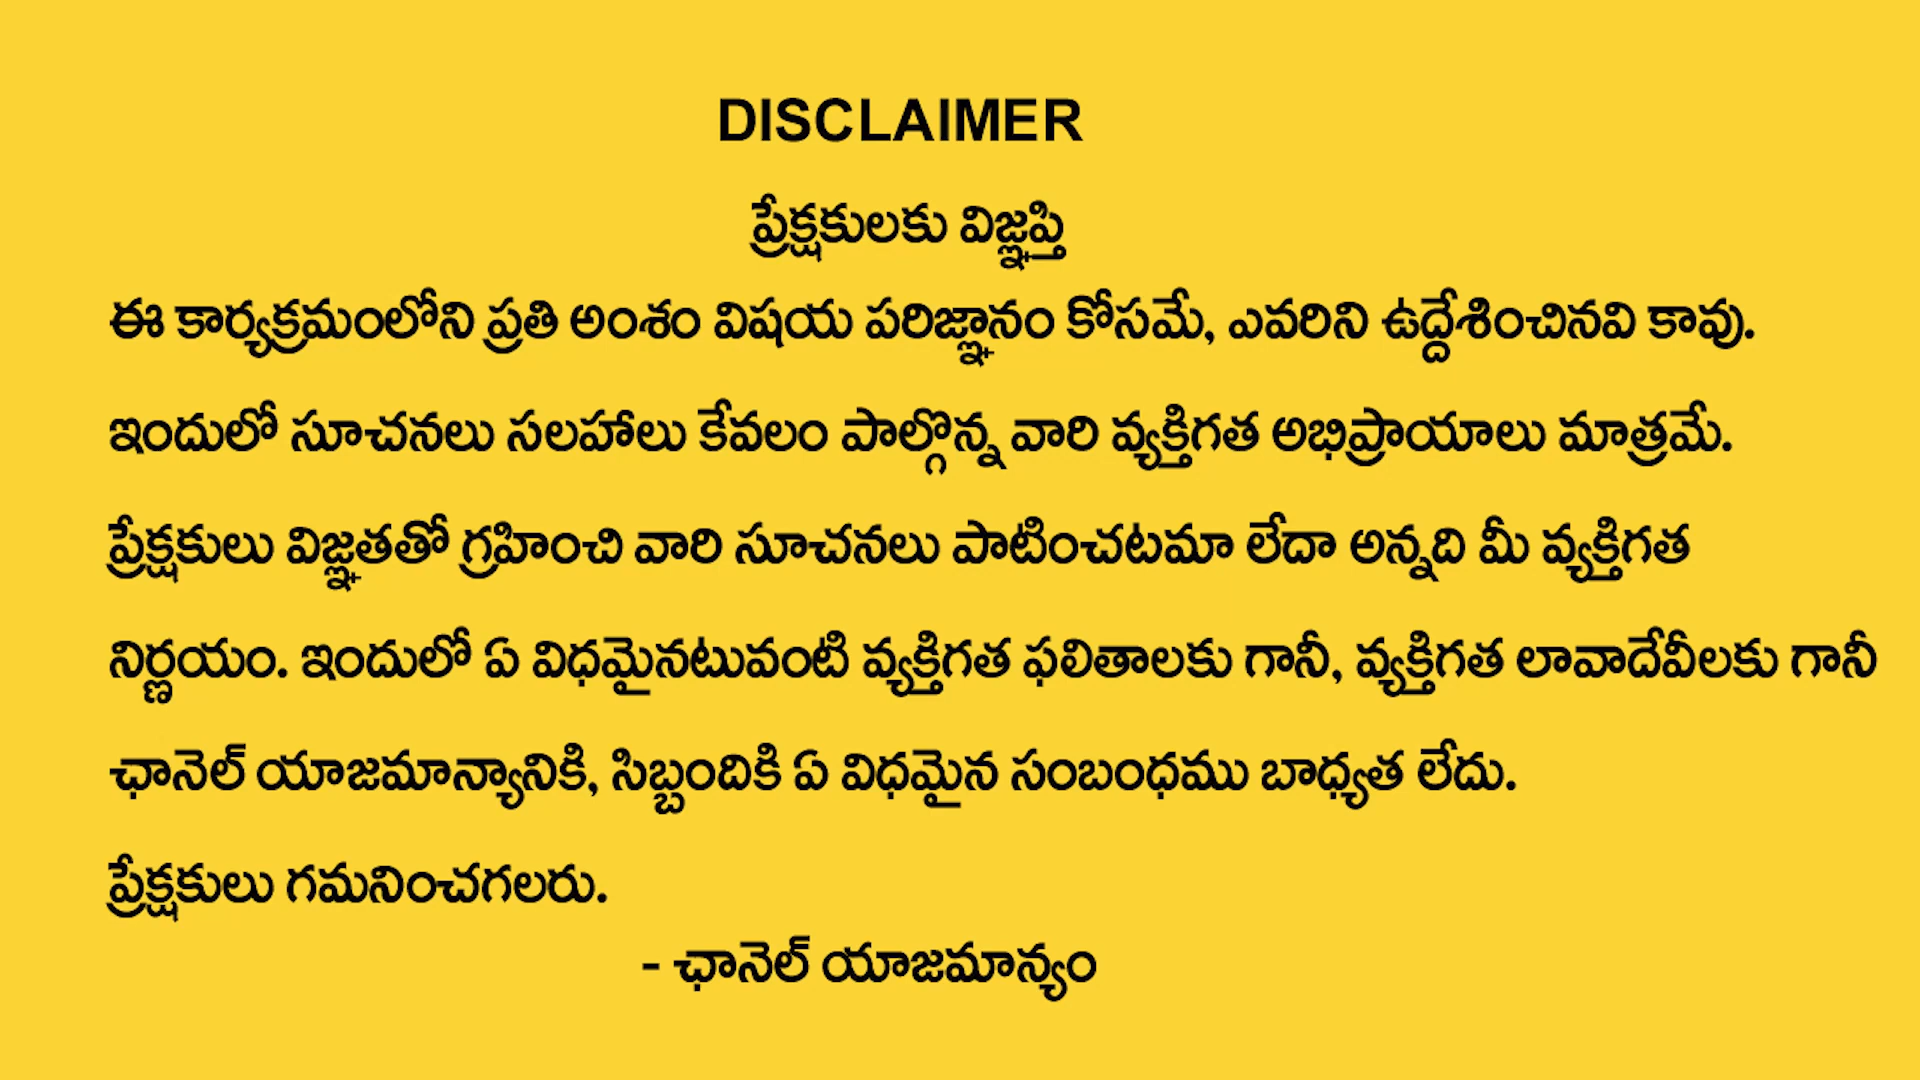 DISCLAIMER
ప్రేక్షకులకు విజ్ఞప్తి
ఈ కార్యక్రమంలోని ప్రతి అంశం విషయ పరిజ్ఞానం కోసమే, ఎవరిని ఉద్దేశించినవి కావు.
ఇందులో సూచనలు సలహాలు కేవలం పాల్గొన్న వారి వ్యక్తిగత అభిప్రాయాలు మాత్రమే.
ప్రేక్షకులు విజ్ఞతతో గ్రహించి వారి సూచనలు పాటించటమా లేదా అన్నది మీ వ్యక్తిగత
నిర్ణయం. ఇందులో ఏ విధమైనటువంటి వ్యక్తిగత ఫలితాలకు గానీ, వ్యక్తిగత లావాదేవీలకు గానీ
ఛానెల్ యాజమాన్యానికి, సిబ్బందికి ఏ విధమైన సంబంధము బాధ్యత లేదు.
ప్రేక్షకులు గమనించగలరు.
- ఛానెల్ యాజమాన్యం